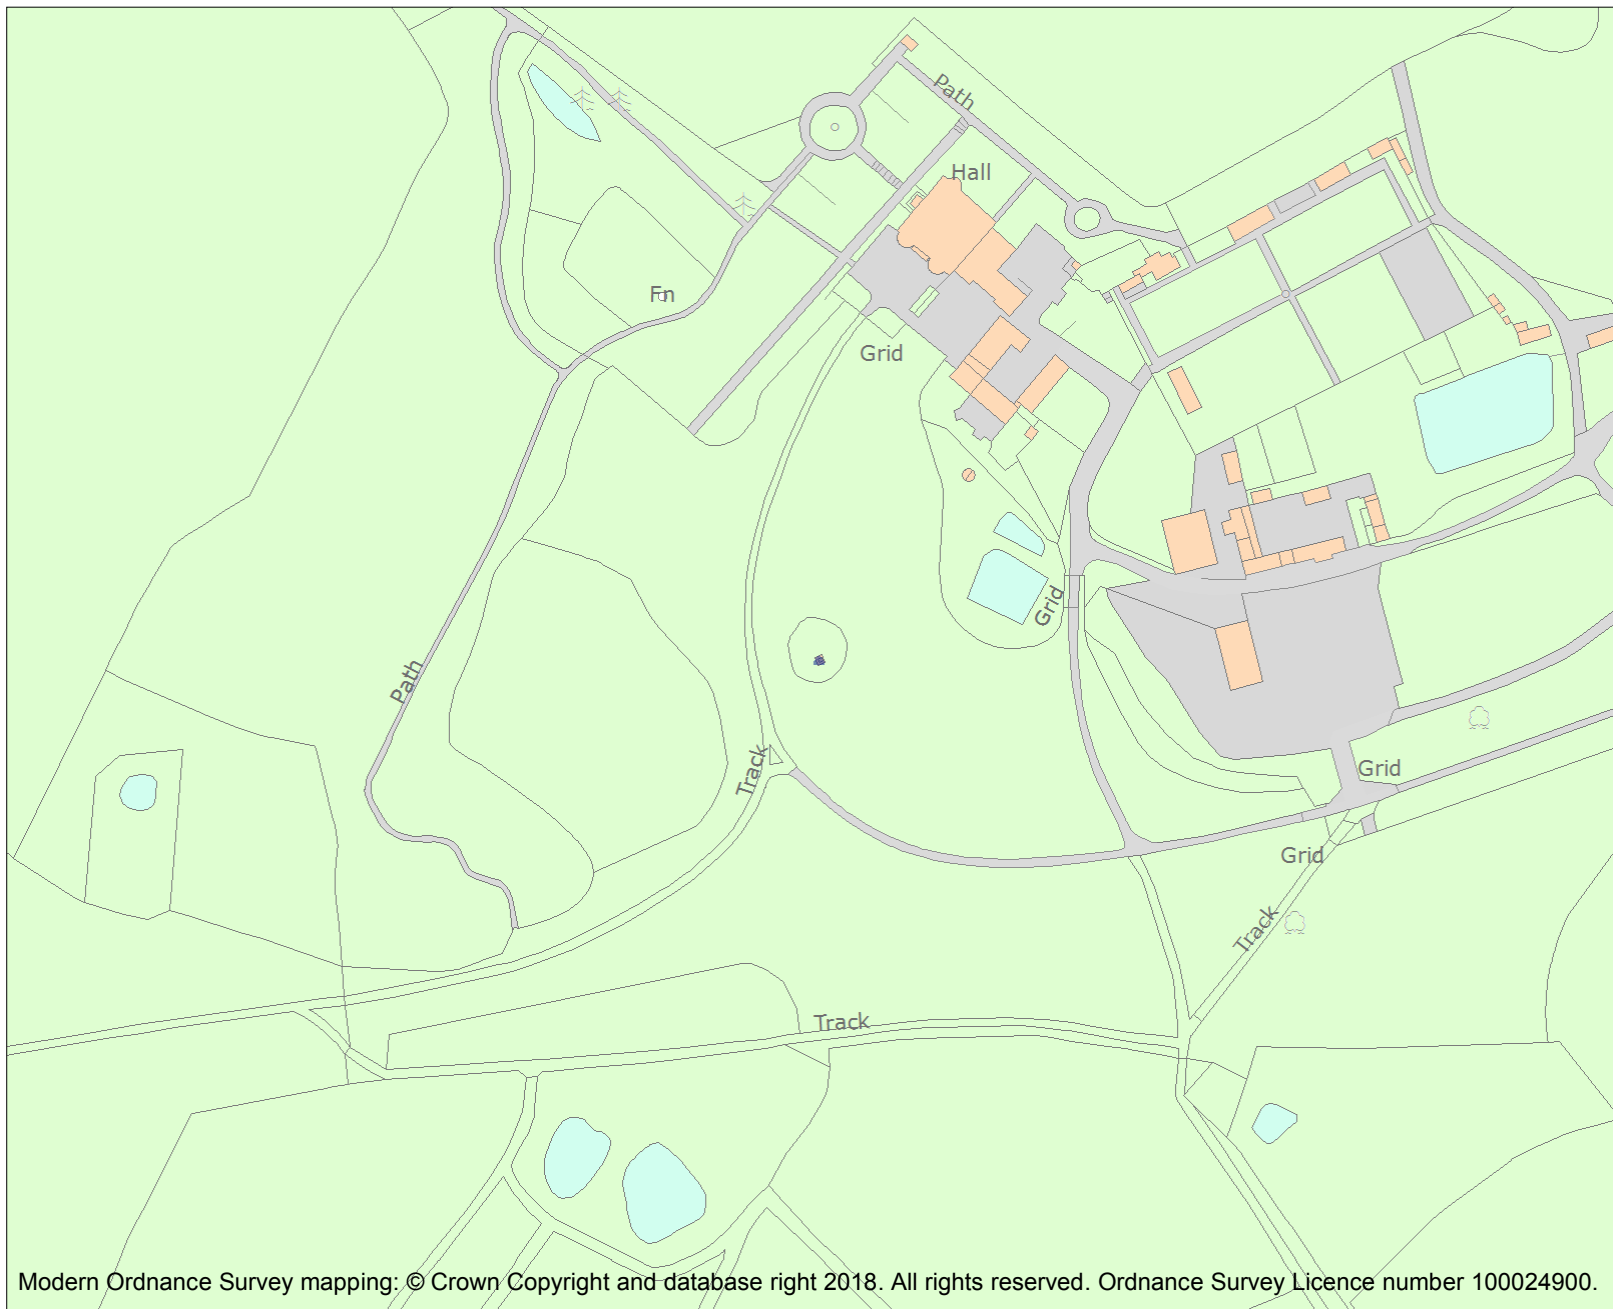 Path
Hall
Fn
Grid
Grid
Path
Track
Grid
Grid
Track
Track
Modern Ordnance Survey mapping: © Crown Copyright and database right 2018. All rights reserved. Ordnance Survey Licence number 100024900.